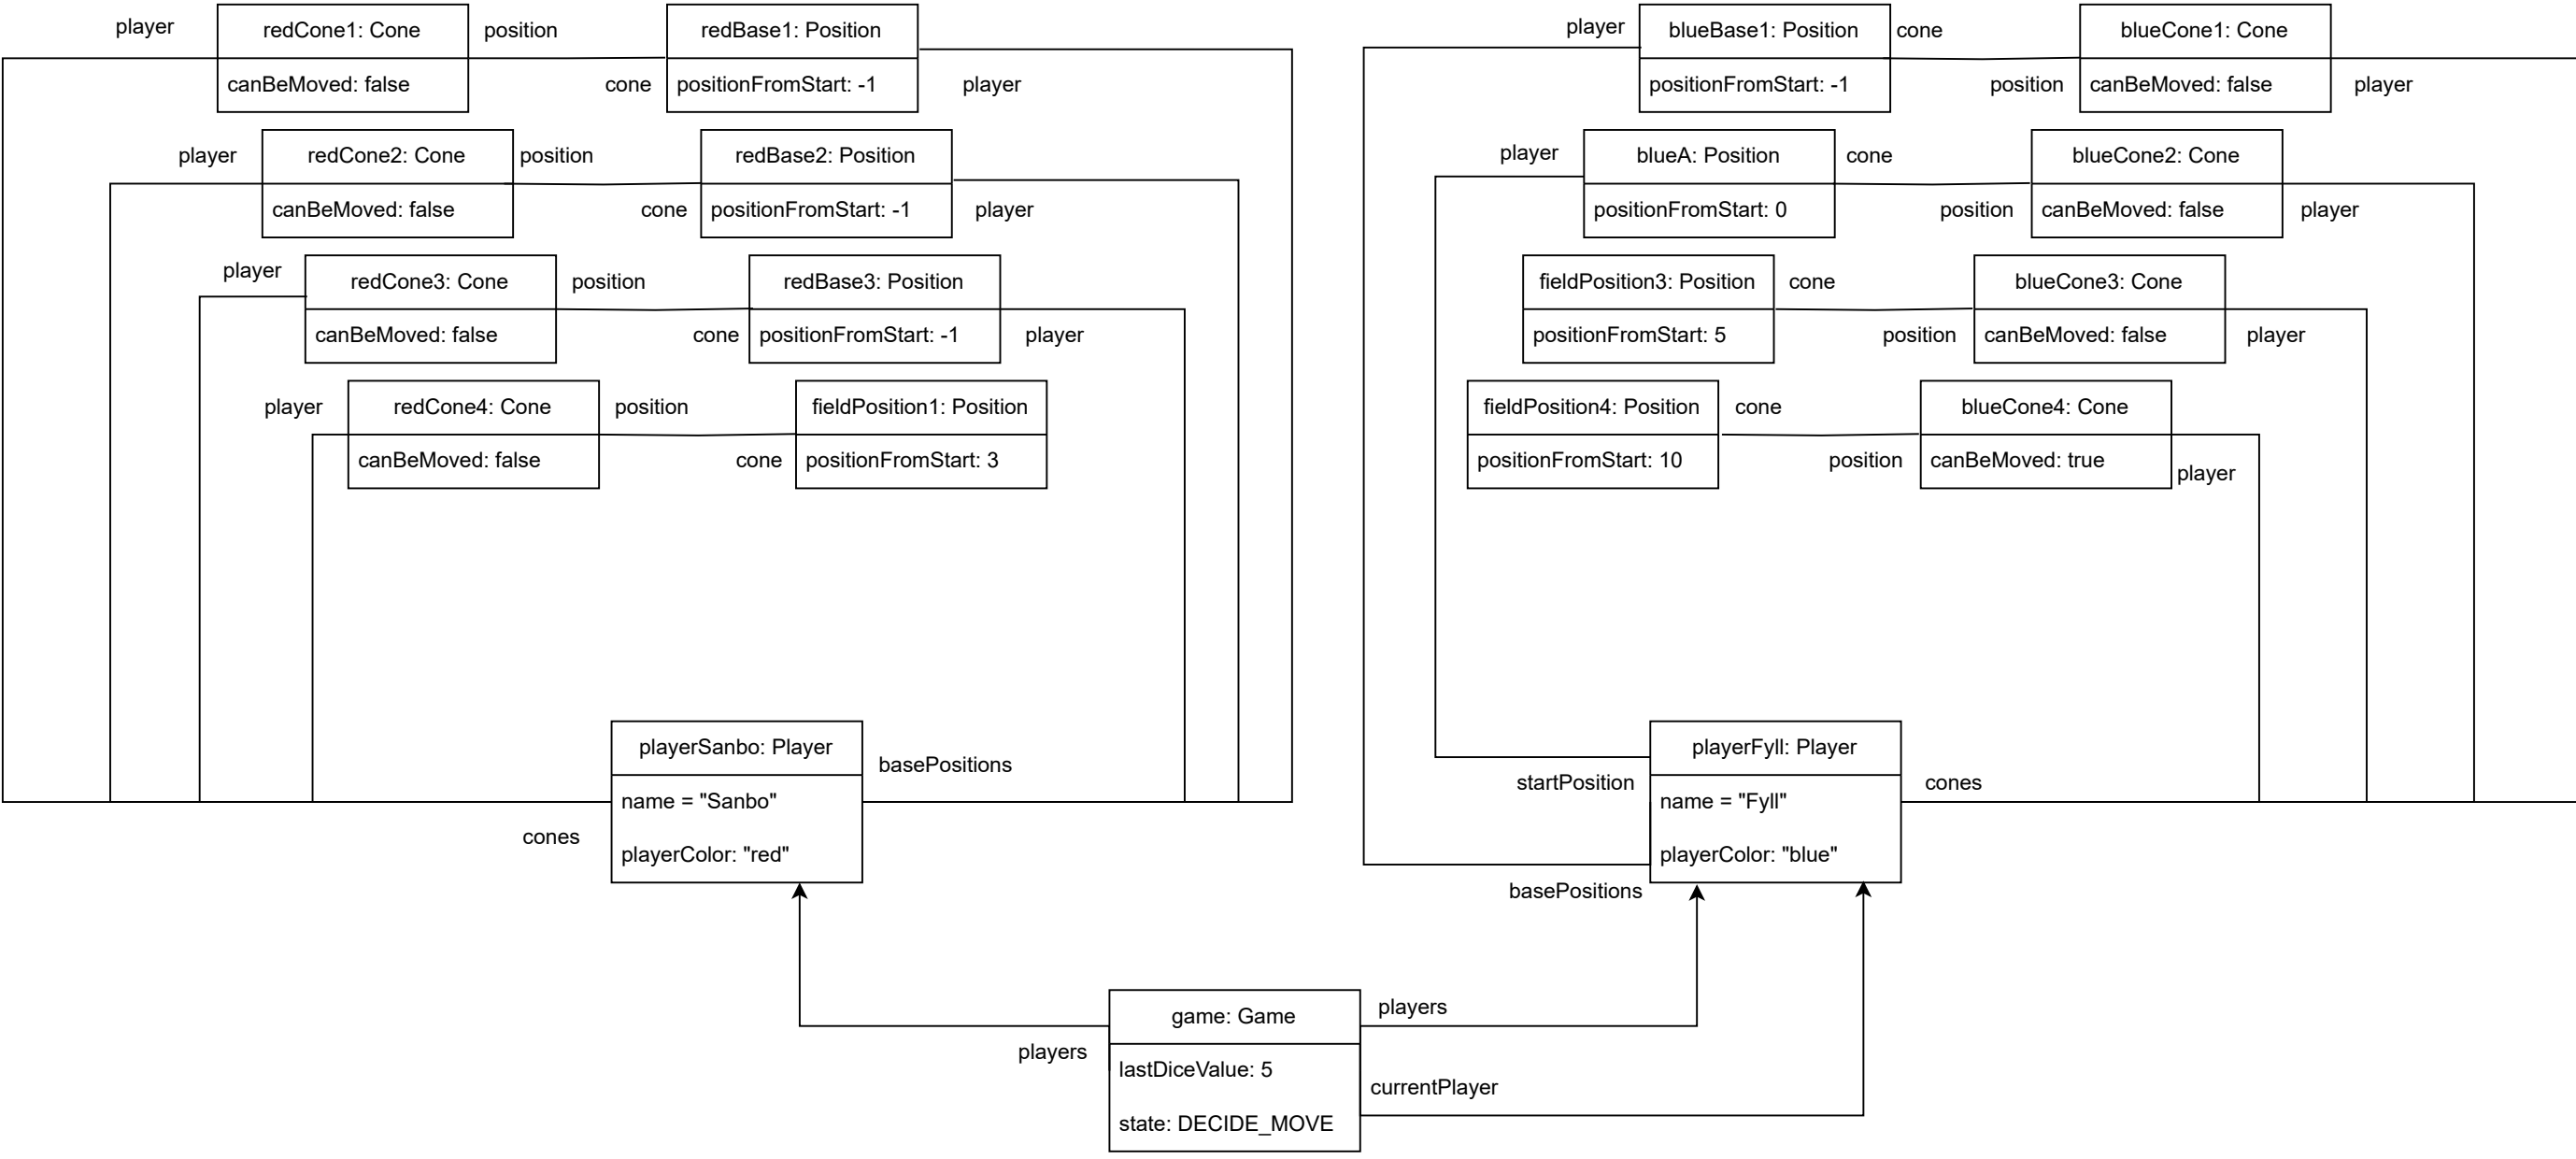 player
redCone1: Cone
position
redBase1: Position
canBeMoved: false
cone
positionFromStart: -1
player
player
redCone2: Cone
position
redBase2: Position
canBeMoved: false
cone
positionFromStart: -1
player
player
redCone3: Cone
position
redBase3: Position
canBeMoved: false
cone
positionFromStart: -1
player
player
redCone4: Cone
position
fieldPosition1: Position
canBeMoved: false
cone
positionFromStart: 3
player
blueBase1: Position
cone
blueCone1: Cone
positionFromStart: -1
position
canBeMoved: false
player
player
blueA: Position
cone
blueCone2: Cone
positionFromStart: 0
position
canBeMoved: false
player
fieldPosition3: Position
cone
blueCone3: Cone
positionFromStart: 5
position
canBeMoved: false
player
fieldPosition4: Position
cone
blueCone4: Cone
positionFromStart: 10
position
canBeMoved: true
player
playerSanbo: Player
basePositions
name = "Sanbo"
cones
playerColor: "red"
playerFyll: Player
startPosition
cones
name = "Fyll"
playerColor: "blue"
basePositions
game: Game
players
players
lastDiceValue: 5
currentPlayer
state: DECIDE_MOVE